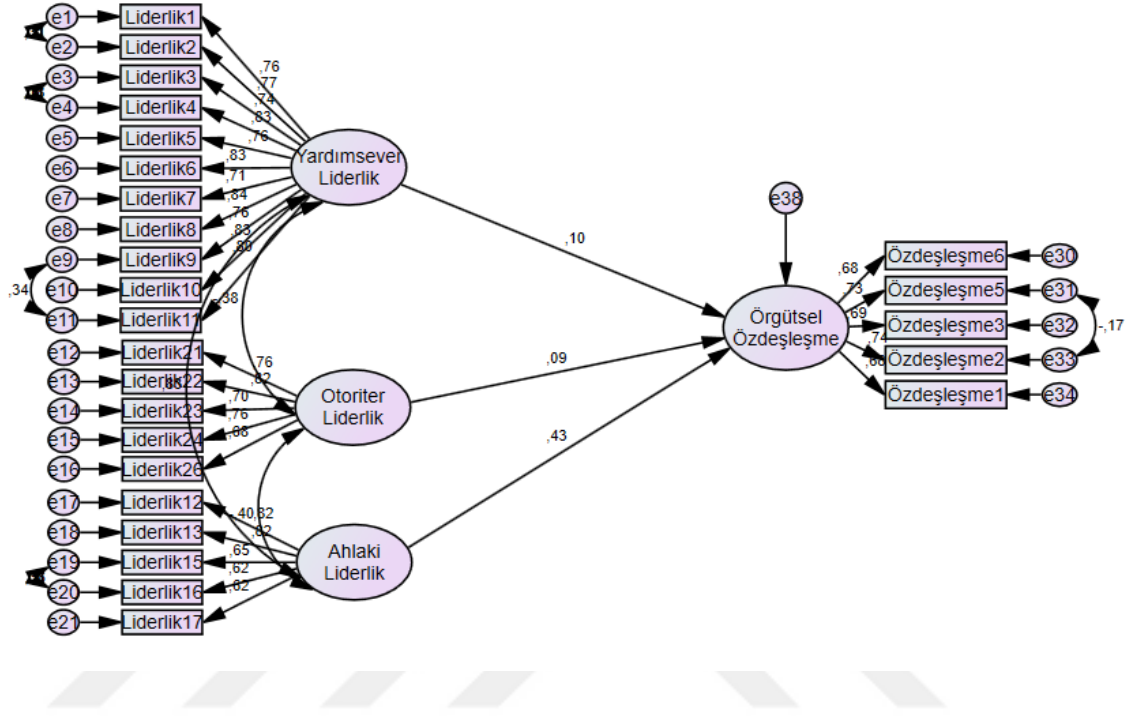 e1
Liderlik1
e2
Liderlik2
e3
Liderlik3
e4
Liderlik4
e5
Liderlik5
e6
Liderlik6
e7
Liderlik7
e8
Liderlik8
e9
Liderlik9
e10
Liderlik10
e11
Liderlik11
,34
e12
Liderlik21
e13
Liderlik22
e14
Liderlik23
e15
Liderlik24
e16
Liderlik26
e17
Liderlik12
e18
Liderlik13
e19
Liderlik15
e20
Liderlik16
e21
Liderlik17
,76
,77
,74
,83
,76
,83
,71
,84
,76
,83
,80
-,38
Yardımsever
Liderlik
,76
,82
,70
,76
,68
Otoriter
Liderlik
-,40
,82
,82
,65
,62
,62
Ahlaki
Liderlik
,10
,09
,43
e38
Örgütsel
Özdeşleşme
,68
,73
,69
,74
Özdeşleşme6
e30
Özdeşleşme5
e31
Özdeşleşme3
e32
Özdeşleşme2
e33
Özdeşleşme1
e34
-,17